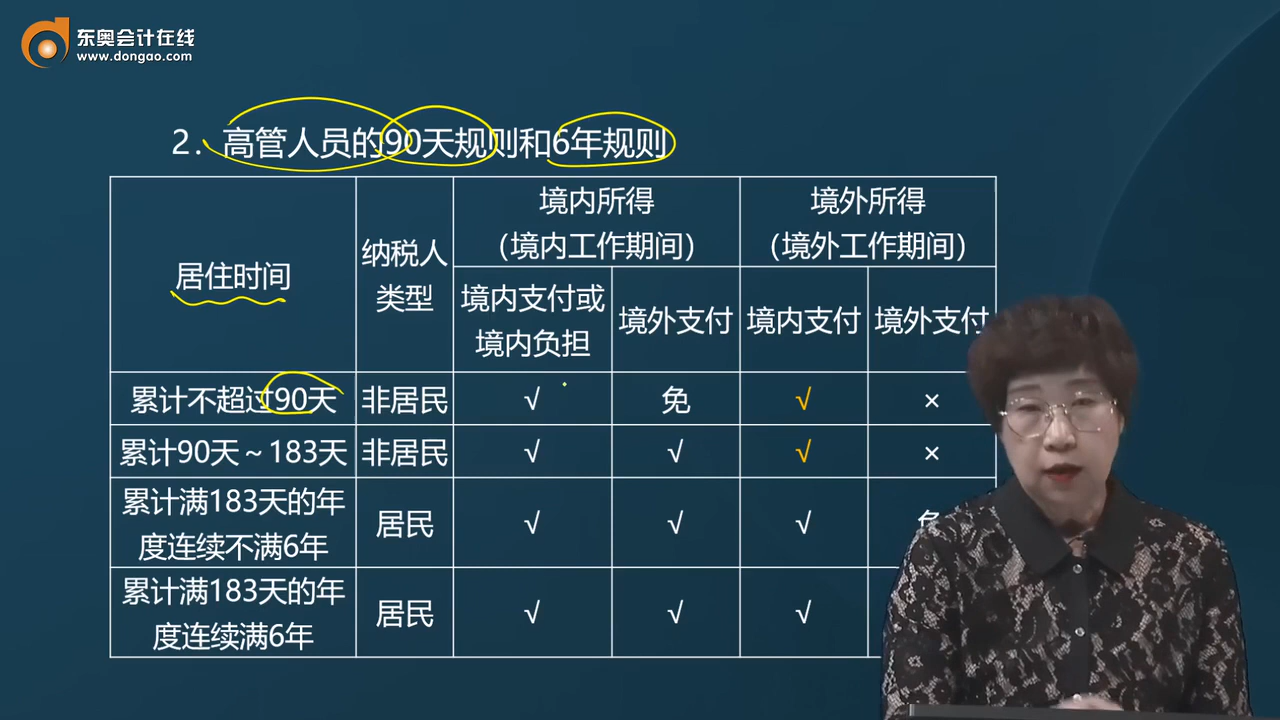 东奥会计在线
www.dongao.com
2．高管人员的90天规则和6年规则
居住时间
纳税人
类型
境内所得
（境内工作期间）
境外所得
（境外工作期间）
境内支付或
境内负担
境外支付
境内支付
境外支付
累计不超过90天
非居民
√
免
√
×
累计90天～183天
非居民
√
√
√
×
累计满183天的年
度连续不满6年
居民
√
√
√
累计满183天的年
度连续满6年
居民
√
√
√